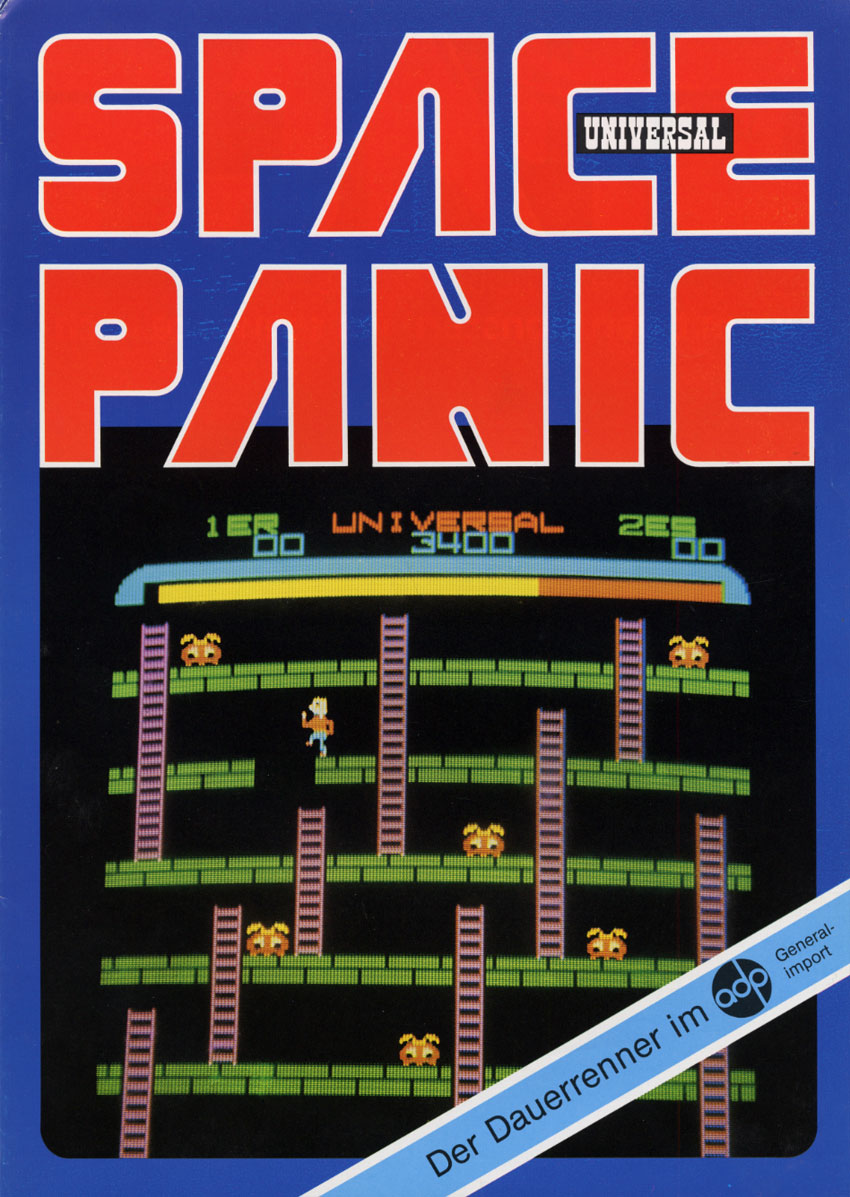 SPACE
UNIVERSAL
PANIC
1ER UNIVERSAL 2ES
00 3400 00
Der Dauerrenner im adp General-
import